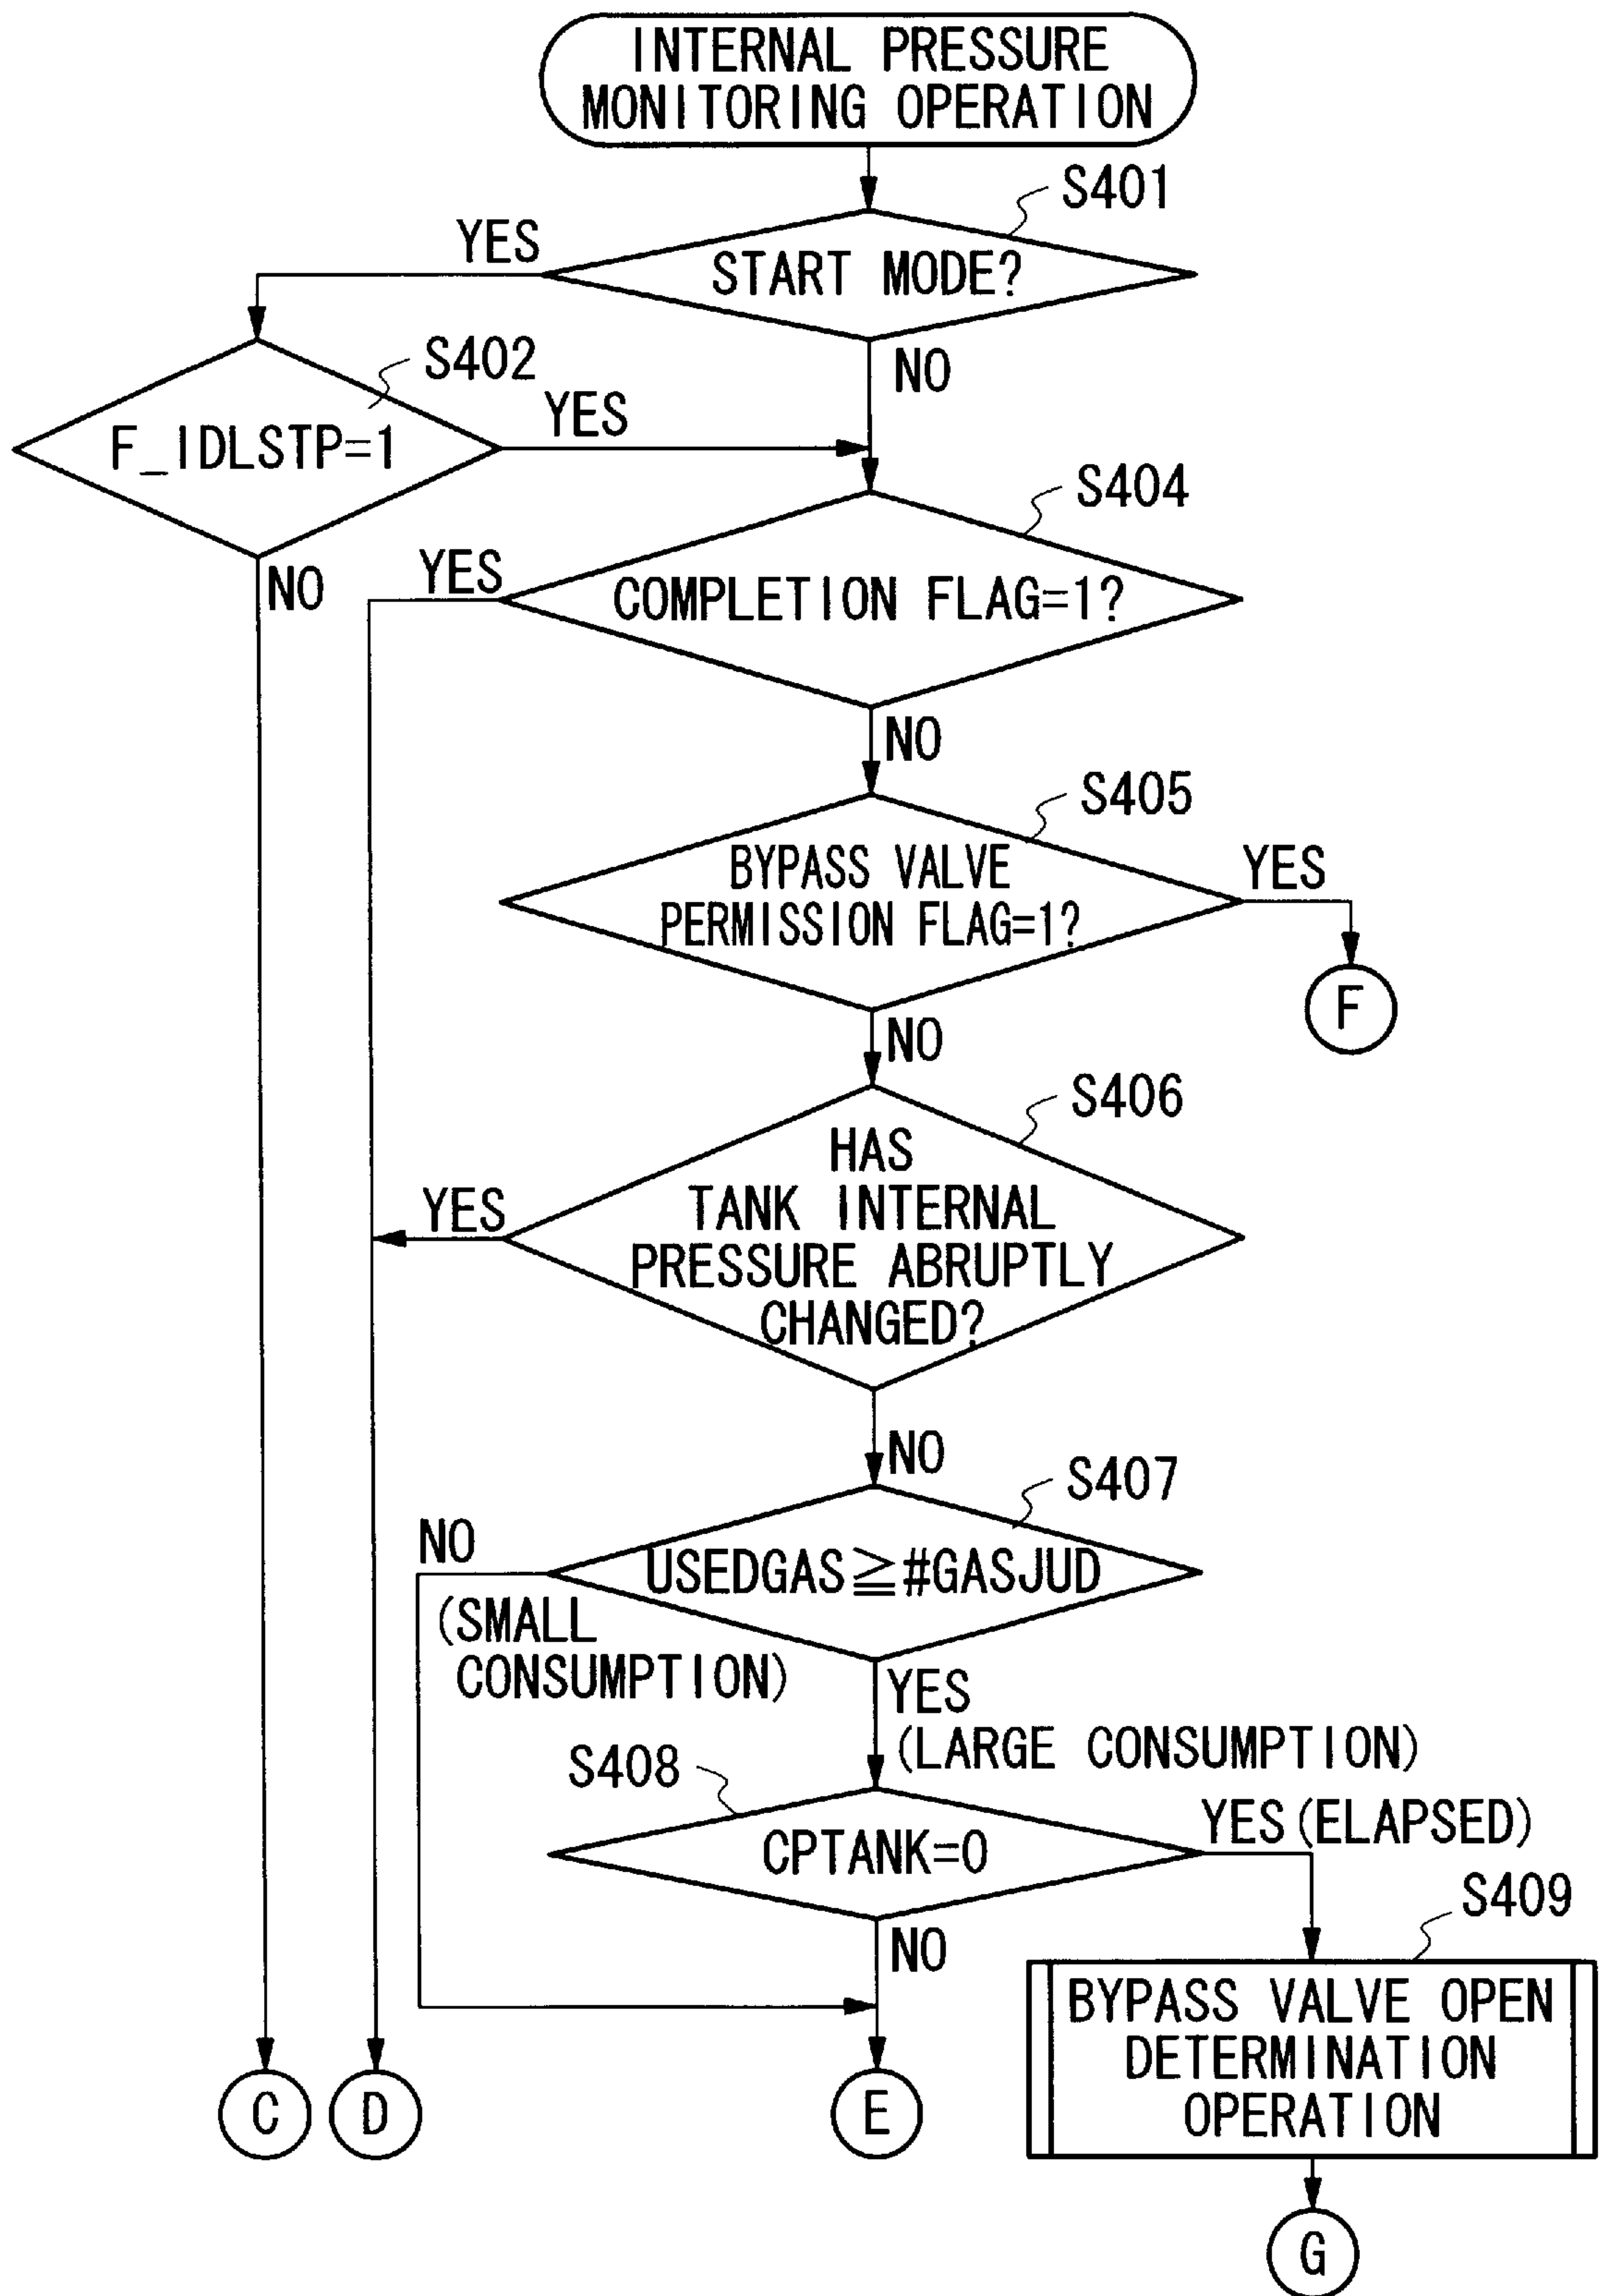 INTERNAL PRESSURE
MONITORING OPERATION
S401
YES
START MODE?
NO
S402
F_IDLSTP=1
YES
NO
S404
YES
COMPLETION FLAG=1?
NO
S405
BYPASS VALVE
PERMISSION FLAG=1?
YES
F
NO
S406
HAS
TANK INTERNAL
PRESSURE ABRUPTLY
CHANGED?
YES
NO
S407
NO
USEDGAS≧#GASJUD
(SMALL
CONSUMPTION)
YES
(LARGE CONSUMPTION)
S408
CPTANK=0
YES(ELAPSED)
NO
S409
BYPASS VALVE OPEN
DETERMINATION
OPERATION
C
D
E
G